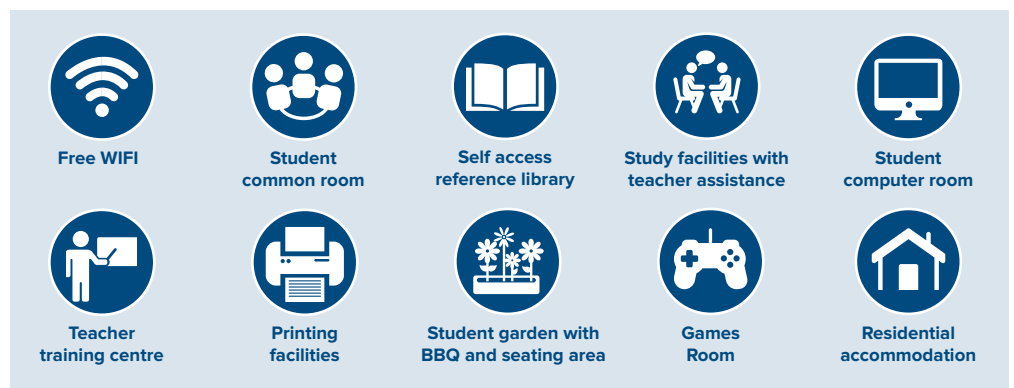 Free WIFI
Student
common room
Self access
reference library
Study facilities with
teacher assistance
Student
computer room
Teacher
training centre
Printing
facilities
Student garden with
BBQ and seating area
Games
Room
Residential
accommodation